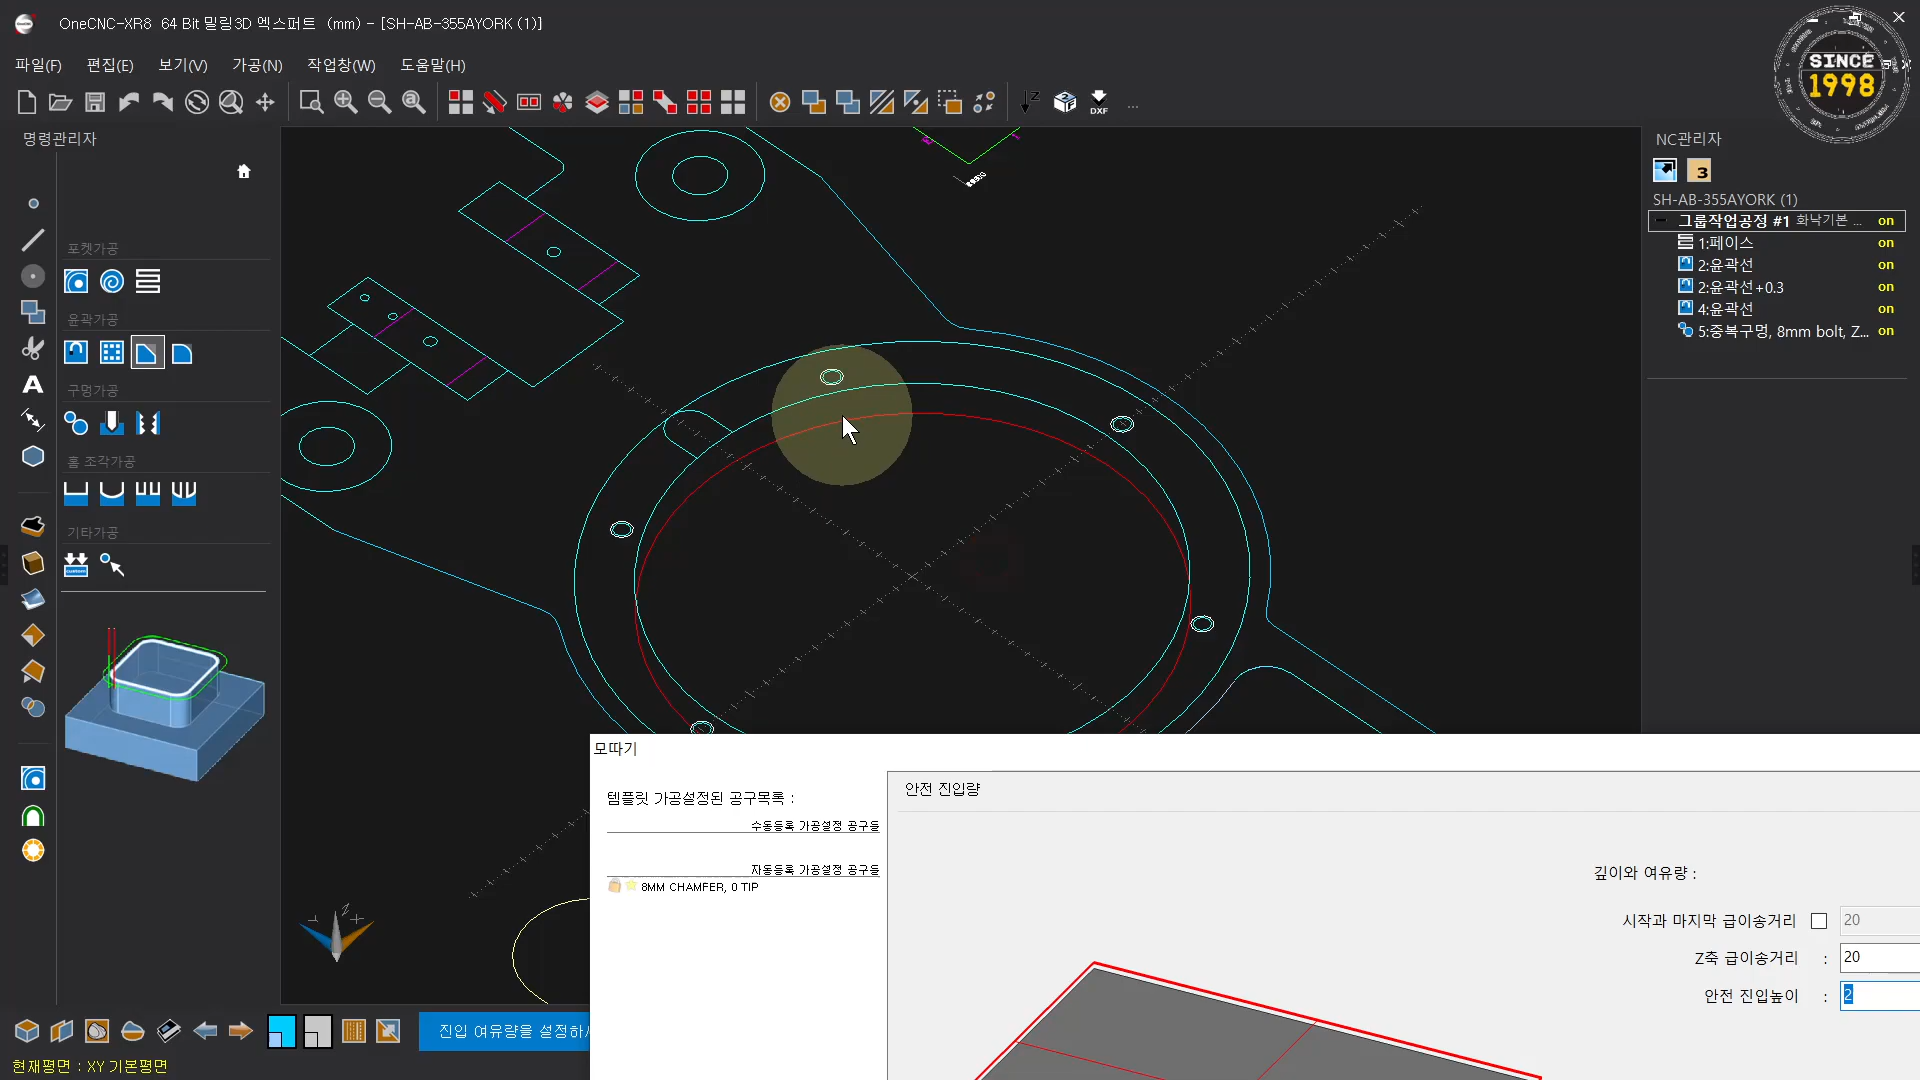 OneCNC-XR8 64 Bit 밀링3D 엑스퍼트 (mm) - [SH-AB-355AYORK (1)]
파일(F) 편집(E) 보기(V) 가공(N) 작업창(W) 도움말(H)
SINCE
1998
DXF
...
명령관리자
NC관리자
3
SH-AB-355AYORK (1)
그룹작업공정 #1 화낙기본 ... on
1:페이스 on
2:윤곽선 on
2:윤곽선+0.3 on
4:윤곽선 on
5:중복구멍, 8mm bolt, Z... on
포켓가공
윤곽가공
구멍가공
홈 조각가공
기타가공
A
Z
모따기
템플릿 가공설정된 공구목록 :
수동등록 가공설정 공구들
자동등록 가공설정 공구들
8MM CHAMFER, 0 TIP
안전 진입량
깊이와 여유량 :
시작과 마지막 급이송거리 20
Z축 급이송거리 : 20
안전 진입높이 : 2
진입 여유량을 설정하
현재평면 : XY 기본평면